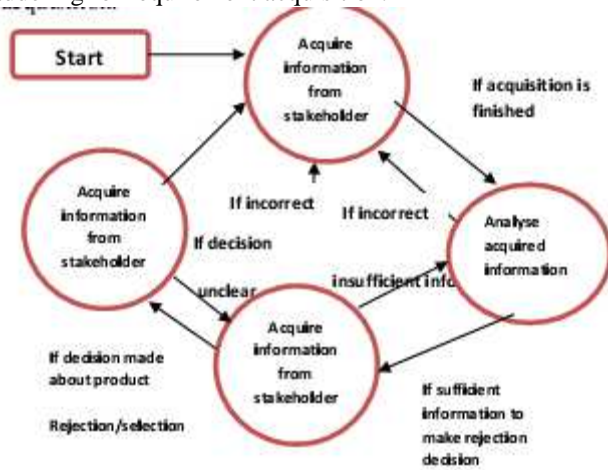 Start
Acquire
information
from
stakeholder
If acquisition is
finished
Acquire
information
from
stakeholder
If incorrect
If incorrect
Analyse
acquired
information
If decision
unclear
insufficient info
Acquire
information
from
stakeholder
If decision made
about product
Rejection/selection
If sufficient
information to
make rejection
decision